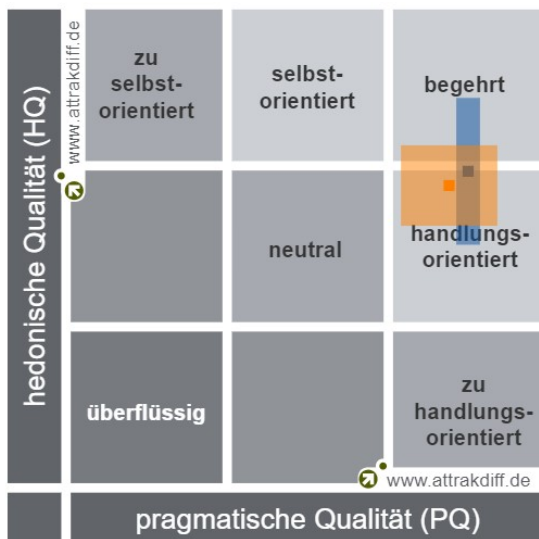 hedonische Qualität (HQ)
www.attrakdiff.de
zu
selbst-
orientiert
selbst-
orientiert
begehrt
neutral
handlungs-
orientiert
überflüssig
zu
handlungs-
orientiert
www.attrakdiff.de
pragmatische Qualität (PQ)